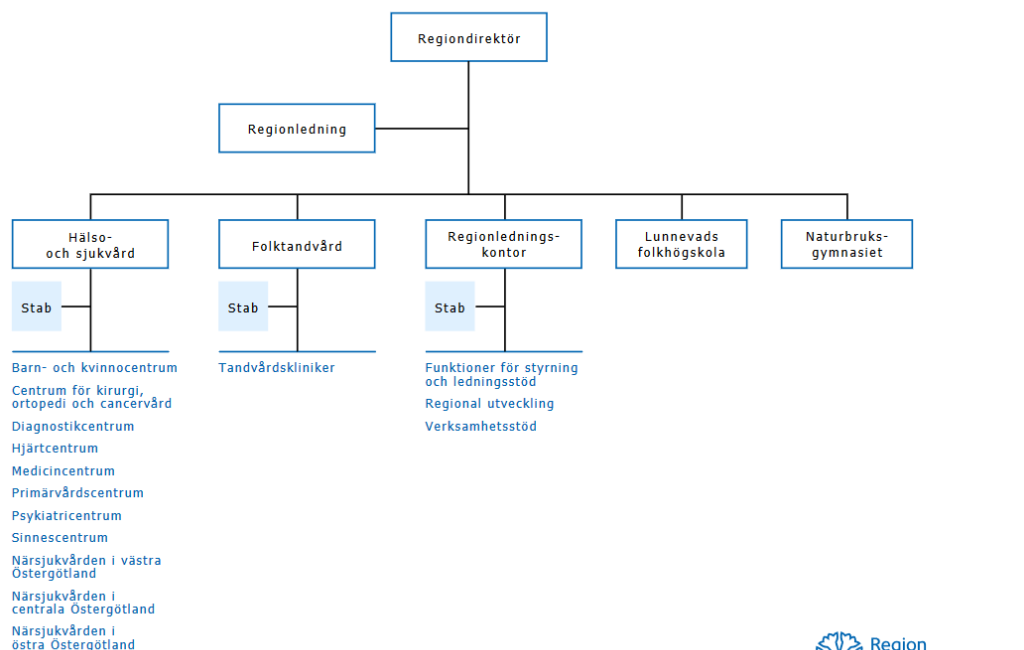 Regiondirektör
Regionledning
Hälso-
och sjukvård
Folktandvård
Regionlednings-
kontor
Lunnevads
folkhögskola
Naturbruks-
gymnasiet
Stab
Stab
Stab
Barn- och kvinnocentrum
Centrum för kirurgi,
ortopedi och cancervård
Diagnostikcentrum
Hjärtcentrum
Medicincentrum
Primärvårdscentrum
Psykiatricentrum
Sinnescentrum
Närsjukvården i västra
Östergötland
Närsjukvården i
centrala Östergötland
Närsjukvården i
östra Östergötland
Tandvårdskliniker
Funktioner för styrning
och ledningsstöd
Regional utveckling
Verksamhetsstöd
Region